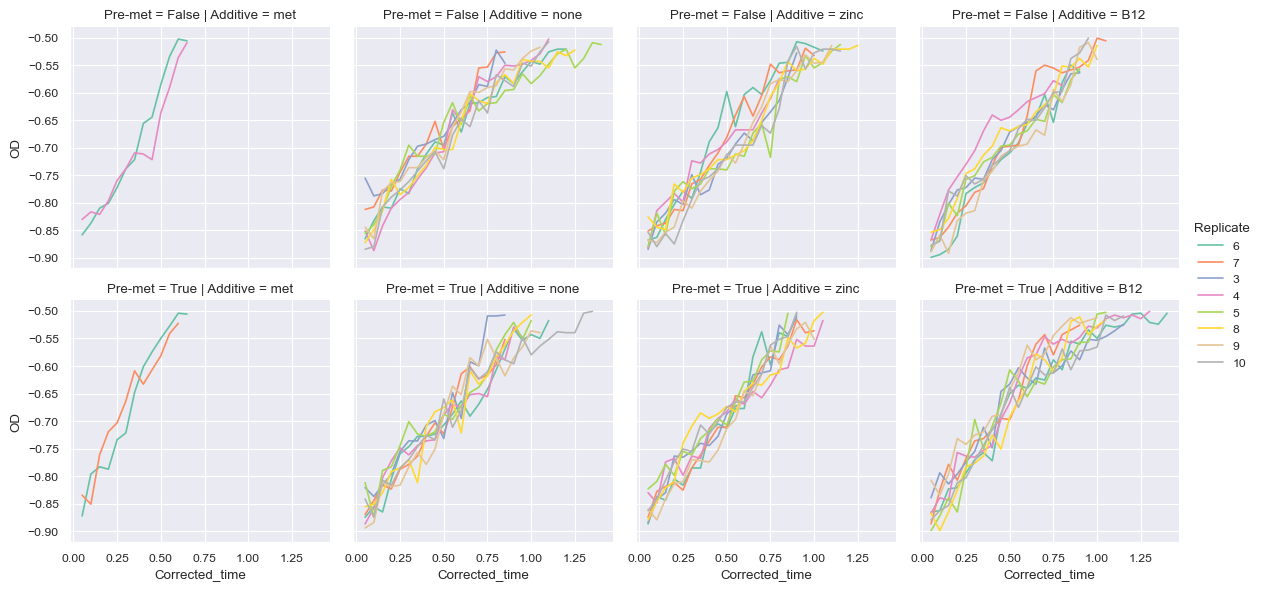 Pre-met = False | Additive = met
Pre-met = False | Additive = none
Pre-met = False | Additive = zinc
Pre-met = False | Additive = B12
−0.50
−0.55
−0.60
−0.65
−0.70
−0.75
−0.80
−0.85
−0.90
OD
Pre-met = True | Additive = met
Pre-met = True | Additive = none
Pre-met = True | Additive = zinc
Pre-met = True | Additive = B12
−0.50
−0.55
−0.60
−0.65
−0.70
−0.75
−0.80
−0.85
−0.90
OD
0.00 0.25 0.50 0.75 1.00 1.25
0.00 0.25 0.50 0.75 1.00 1.25
0.00 0.25 0.50 0.75 1.00 1.25
0.00 0.25 0.50 0.75 1.00 1.25
Corrected_time
Corrected_time
Corrected_time
Corrected_time
Replicate
6
7
3
4
5
8
9
10